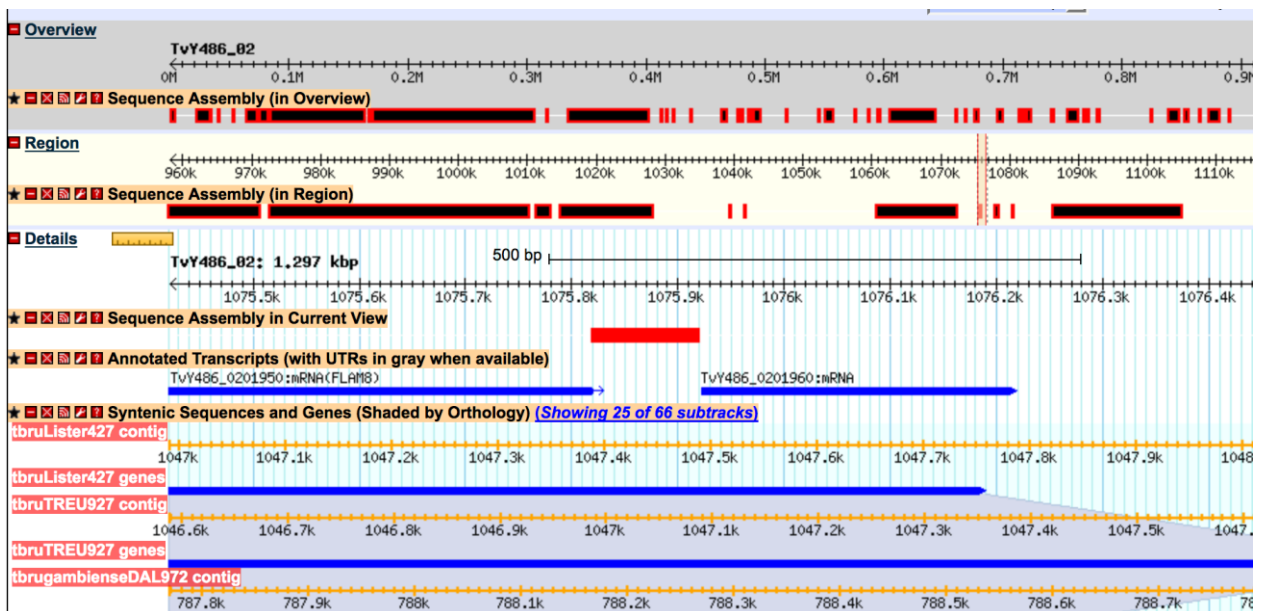 Overview
TvY486_02
0M 0.1M 0.2M 0.3M 0.4M 0.5M 0.6M 0.7M 0.8M 0.9M
Sequence Assembly (in Overview)
Region
960k 970k 980k 990k 1000k 1010k 1020k 1030k 1040k 1050k 1060k 1070k 1080k 1090k 1100k 1110k
Sequence Assembly (in Region)
Details
TvY486_02: 1.297 kbp 500 bp
1075.5k 1075.6k 1075.7k 1075.8k 1075.9k 1076k 1076.1k 1076.2k 1076.3k 1076.4k
Sequence Assembly in Current View
Annotated Transcripts (with UTRs in gray when available)
TvY486_0201950:mRNA(FLAM8) TvY486_0201960:mRNA
Syntenic Sequences and Genes (Shaded by Orthology) (Showing 25 of 66 subtracks)
tbruLister427 contig
1047k 1047.1k 1047.2k 1047.3k 1047.4k 1047.5k 1047.6k 1047.7k 1047.8k 1047.9k 1048
tbruLister427 genes
tbruTREU927 contig
1046.6k 1046.7k 1046.8k 1046.9k 1047k 1047.1k 1047.2k 1047.3k 1047.4k 1047.5k 1047.
tbruTREU927 genes
tbrugambienseDAL972 contig
787.8k 787.9k 788k 788.1k 788.2k 788.3k 788.4k 788.5k 788.6k 788.7k 78